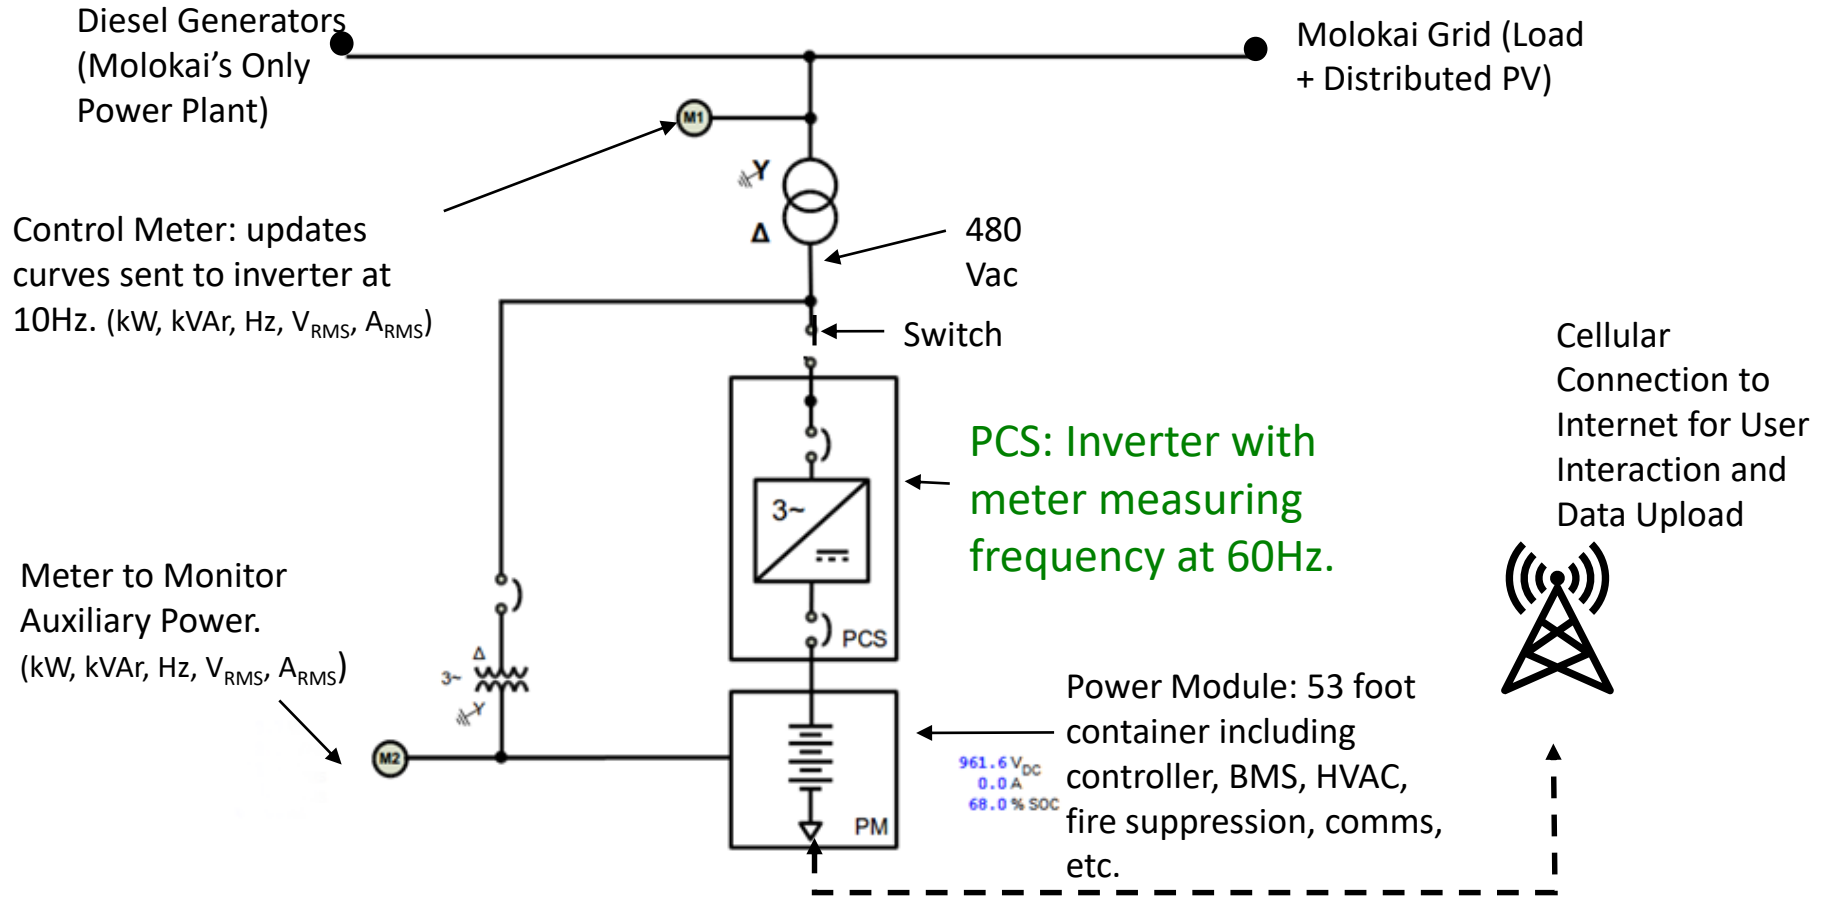 Diesel Generators
(Molokai's Only
Power Plant)
Molokai Grid (Load
+ Distributed PV)
M1
Y
Δ
Control Meter: updates
curves sent to inverter at
10Hz. (kW, kVAr, Hz, VRMS, ARMS)
480
Vac
Switch
Cellular
Connection to
Internet for User
Interaction and
Data Upload
PCS: Inverter with
meter measuring
frequency at 60Hz.
3~
PCS
Meter to Monitor
Auxiliary Power.
(kW, kVAr, Hz, VRMS, ARMS)
Δ
3~
Y
M2
PM
961.6 VDC
0.0 A
68.0 % SOC
Power Module: 53 foot
container including
controller, BMS, HVAC,
fire suppression, comms,
etc.